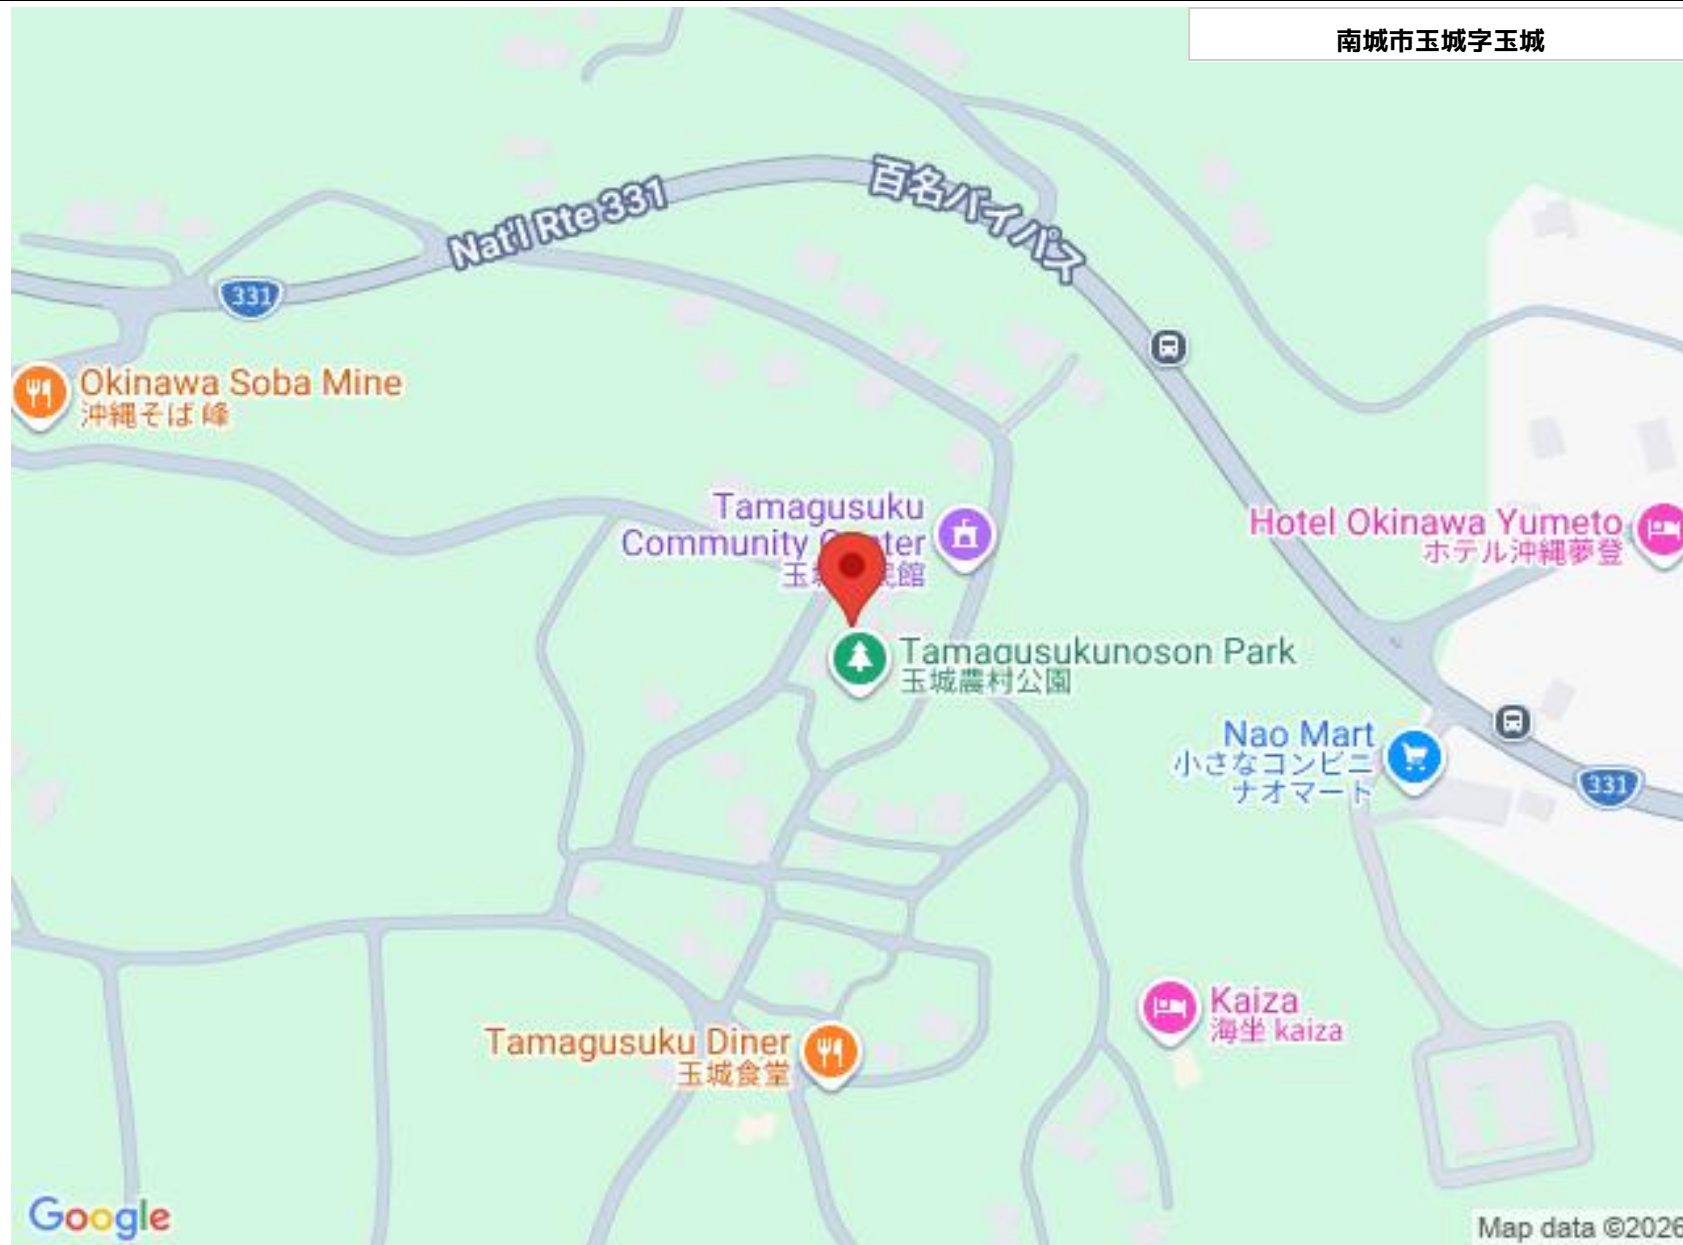 南城市玉城字玉城
Nat'l Rte 331
百名バイパス
331
Okinawa Soba Mine
沖縄そば 峰
Tamagusuku
Community
館
Hotel Okinawa Yumeto
ホテル沖縄夢登
Tamagusukunoson Park
玉城農村公園
Nao Mart
小さなコンビニ
ナオマート
331
Kaiza
海坐 kaiza
Tamagusuku Diner
玉城食堂
Google
Map data ©2026